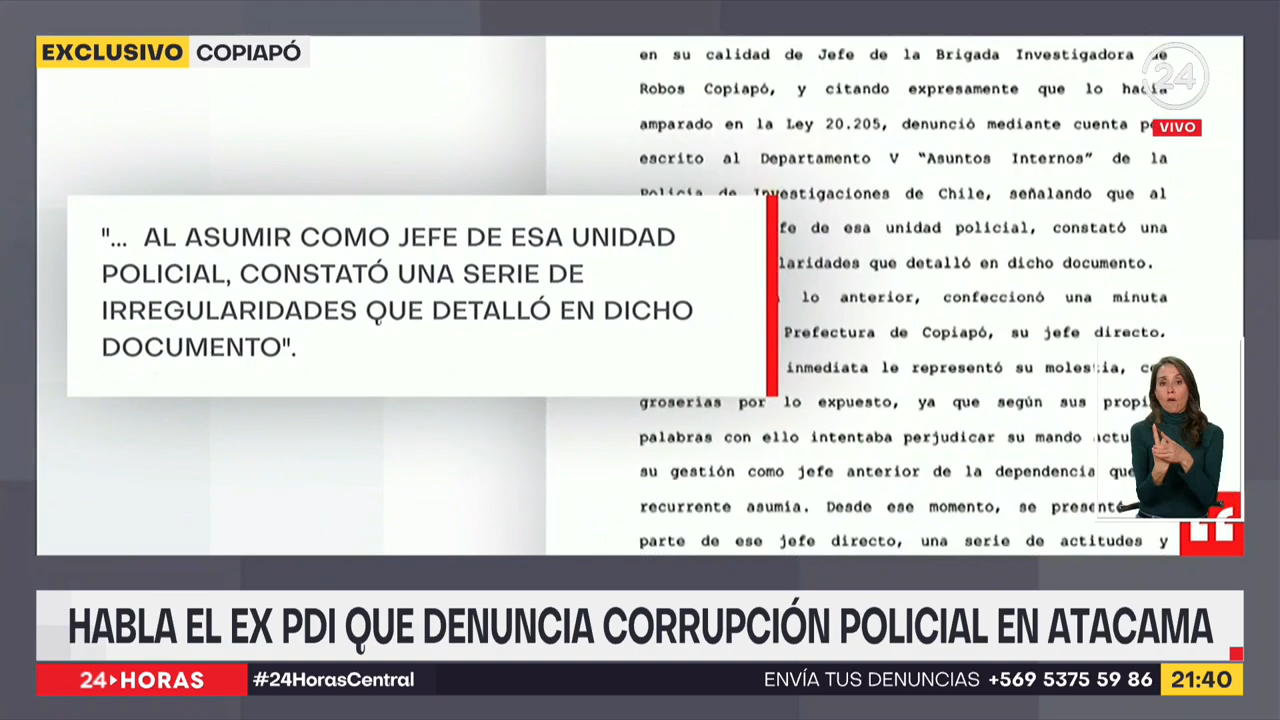 EXCLUSIVO COPIAPÓ
24
VIVO
en su calidad de Jefe de la Brigada Investigadora de
Robos Copiapó, y citando expresamente que lo hacía
amparado en la Ley 20.205, denunció mediante cuenta por
escrito al Departamento V “Asuntos Internos” de la
Policía de Investigaciones de Chile, señalando que al
de esa unidad policial, constató una
que detalló en dicho documento.
lo anterior, confeccionó una minuta
Prefectura de Copiapó, su jefe directo,
inmediata le representó su molestia,
groserías por lo expuesto, ya que según sus
palabras con ello intentaba perjudicar su mando
su gestión como jefe anterior de la dependencia
recurrente asumía. Desde ese momento, se
parte de ese jefe directo, una serie de actitudes y
"... AL ASUMIR COMO JEFE DE ESA UNIDAD
POLICIAL, CONSTATÓ UNA SERIE DE
IRREGULARIDADES QUE DETALLÓ EN DICHO
DOCUMENTO".
HABLA EL EX PDI QUE DENUNCIA CORRUPCIÓN POLICIAL EN ATACAMA
24 HORAS #24HorasCentral ENVÍA TUS DENUNCIAS +569 5375 59 86 21:40